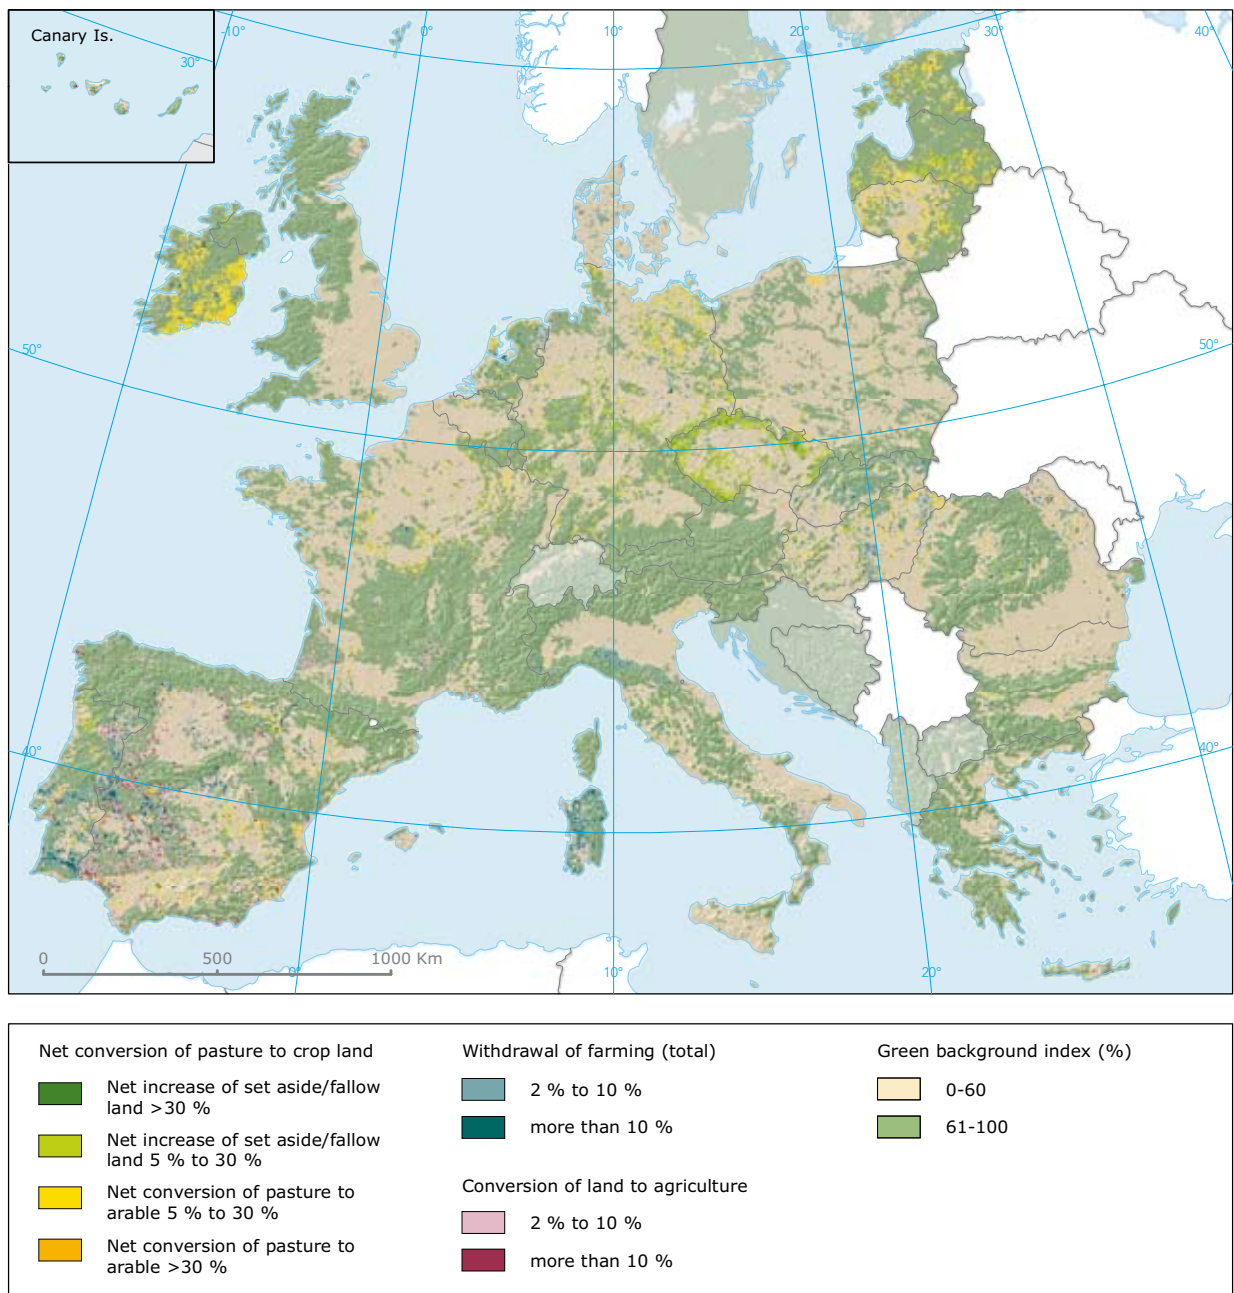 Canary Is.
30°
-10°
0°
10°
20°
30°
40°
50°
50°
40°
40°
0
500
1000 Km
0°
10°
20°
Net conversion of pasture to crop land
Net increase of set aside/fallow
land >30 %
Net increase of set aside/fallow
land 5 % to 30 %
Net conversion of pasture to
arable 5 % to 30 %
Net conversion of pasture to
arable >30 %
Withdrawal of farming (total)
2 % to 10 %
more than 10 %
Conversion of land to agriculture
2 % to 10 %
more than 10 %
Green background index (%)
0-60
61-100